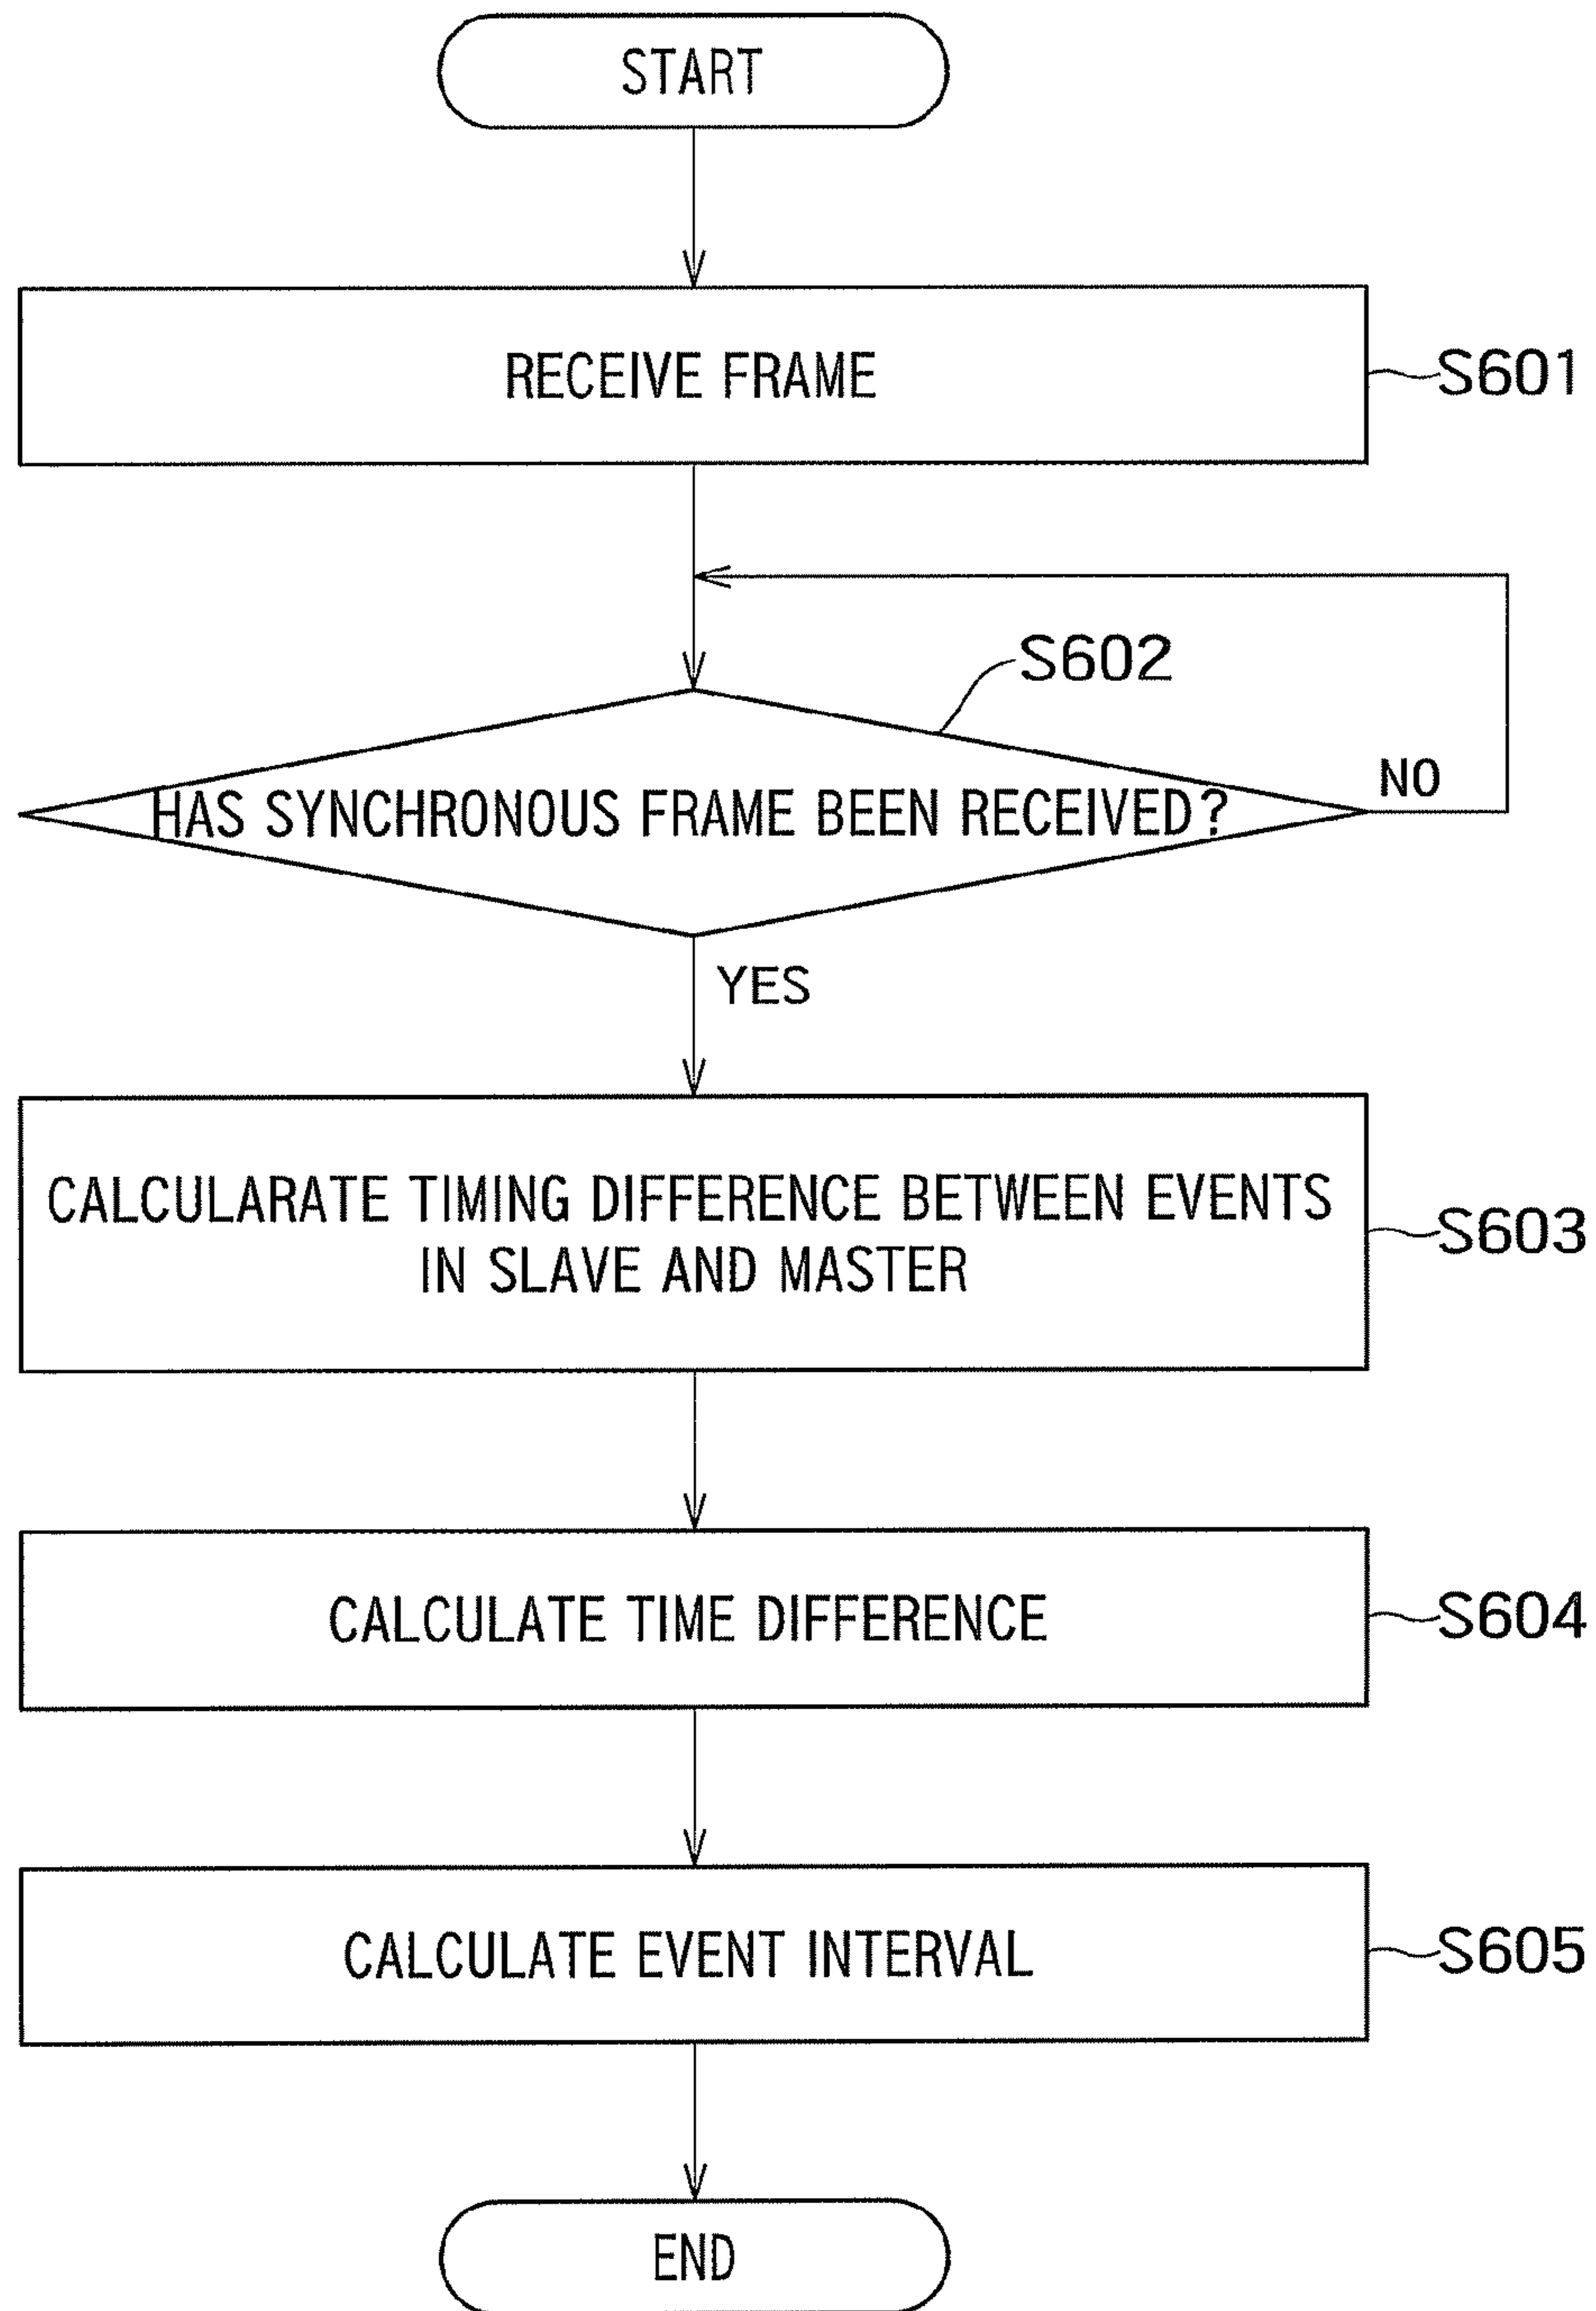 START
RECEIVE FRAME
S601
S602
HAS SYNCHRONOUS FRAME BEEN RECEIVED?
NO
YES
CALCULARATE TIMING DIFFERENCE BETWEEN EVENTS
IN SLAVE AND MASTER
S603
CALCULATE TIME DIFFERENCE
S604
CALCULATE EVENT INTERVAL
S605
END